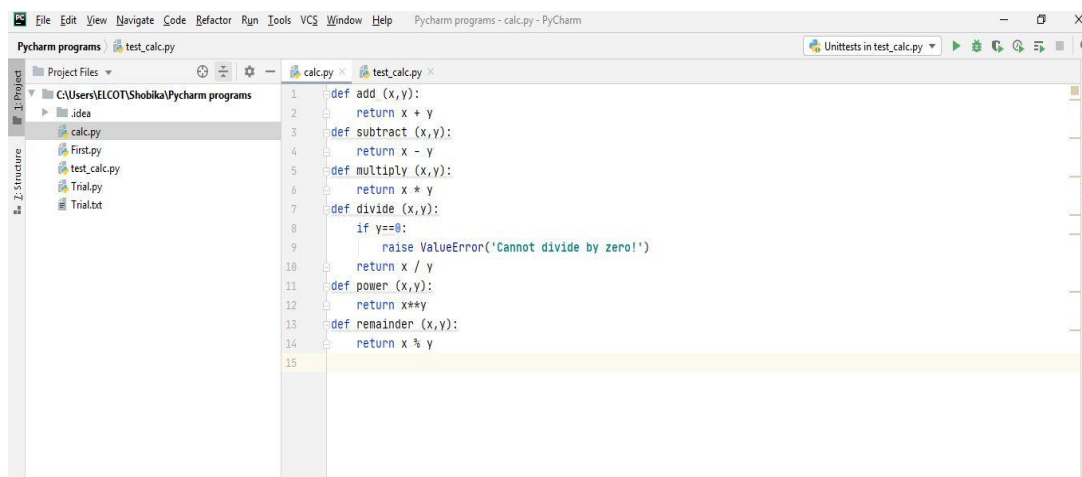 PC File Edit View Navigate Code Refactor Run Tools VCS Window Help Pycharm programs - calc.py - PyCharm
Pycharm programs test_calc.py Unittests in test_calc.py
1: Project
Project Files
calc.py test_calc.py
C:\Users\ELCOT\Shobika\Pycharm programs
.idea
calc.py
First.py
test_calc.py
Trial.py
Trial.txt
7: Structure
1 def add (x,y):
2 return x + y
3 def subtract (x,y):
4 return x - y
5 def multiply (x,y):
6 return x * y
7 def divide (x,y):
8 if y==0:
9 raise ValueError('Cannot divide by zero!')
10 return x / y
11 def power (x,y):
12 return x**y
13 def remainder (x,y):
14 return x % y
15